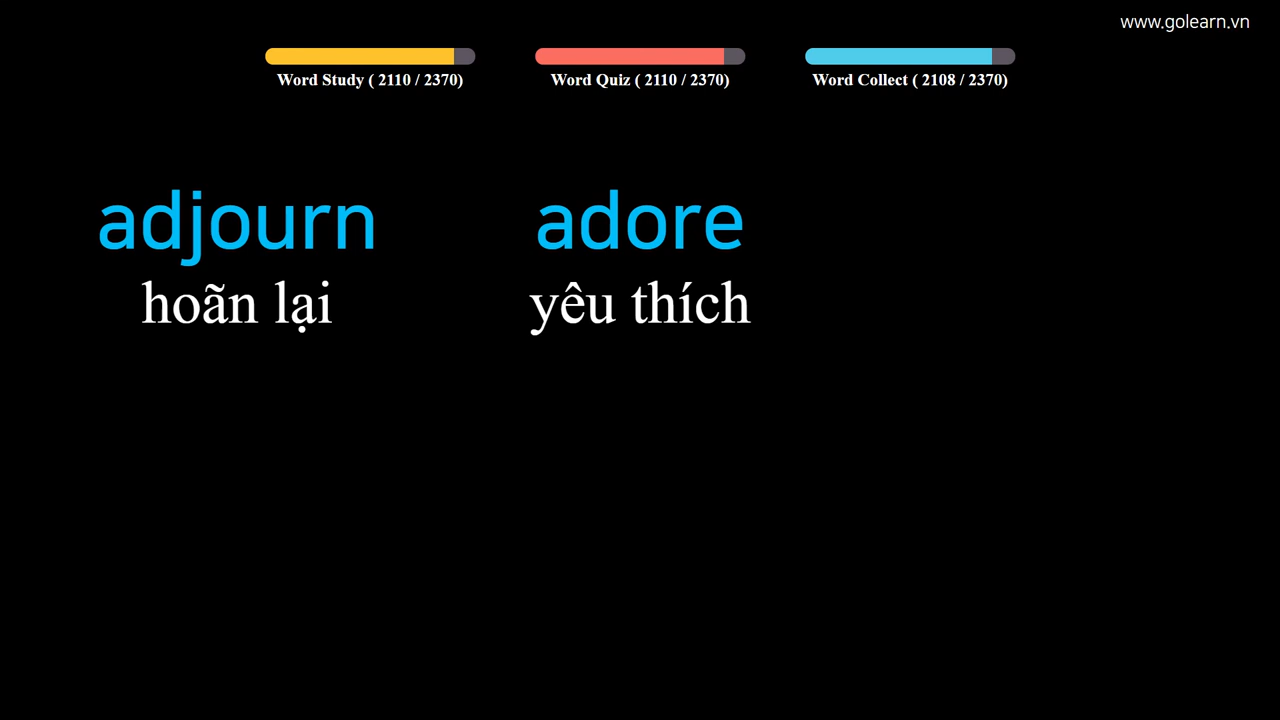 www.golearn.vn
Word Study ( 2110 / 2370)
Word Quiz ( 2110 / 2370)
Word Collect ( 2108 / 2370)
adjourn
hoãn lại
adore
yêu thích